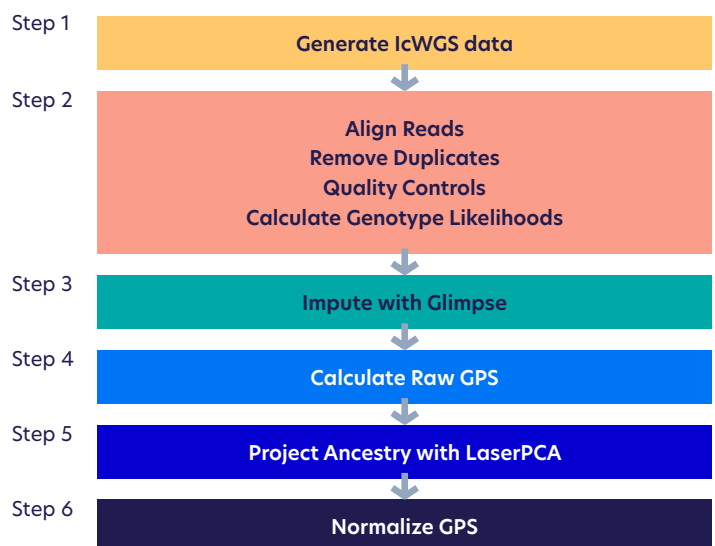 Step 1
Generate lcWGS data
Step 2
Align Reads
Remove Duplicates
Quality Controls
Calculate Genotype Likelihoods
Step 3
Impute with Glimpse
Step 4
Calculate Raw GPS
Step 5
Project Ancestry with LaserPCA
Step 6
Normalize GPS